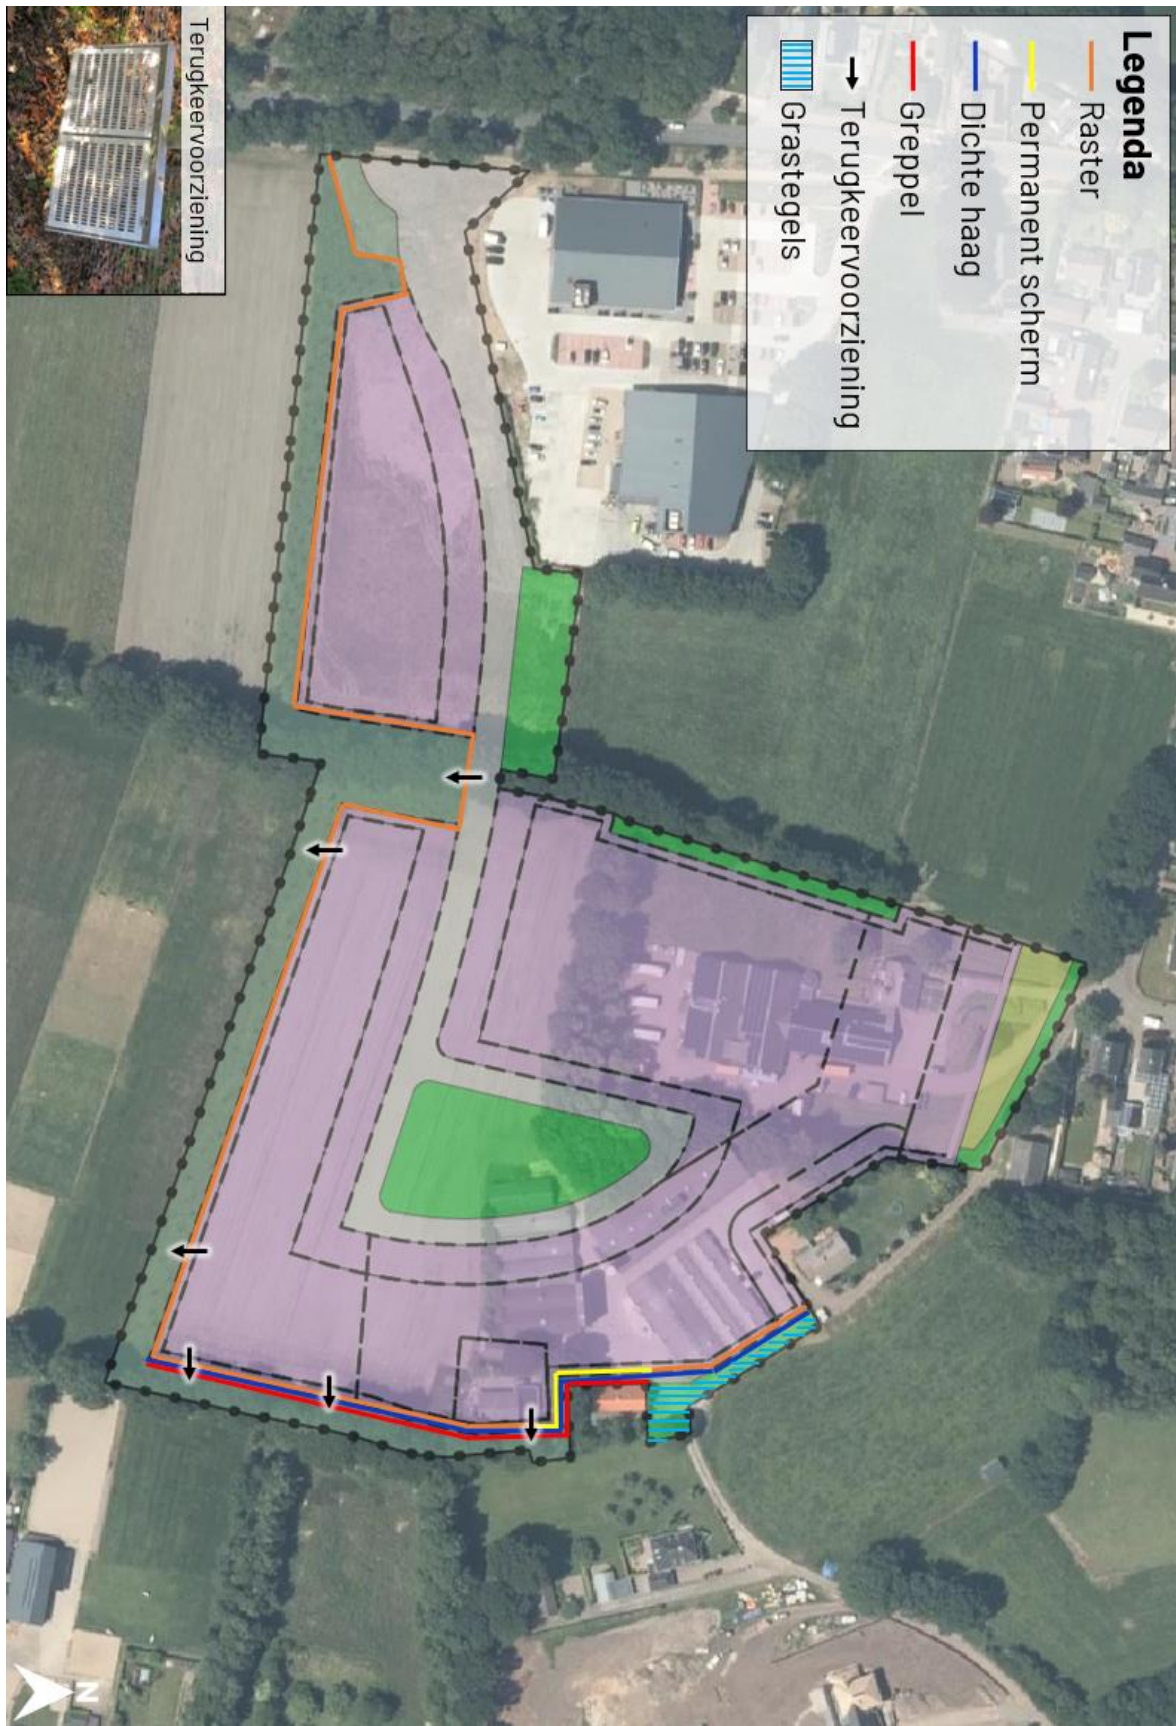 Legenda
Raster
Permanent scherm
Dichte haag
Greppel
Terugkeervoorziening
Grastegels
Terugkeervoorziening
N